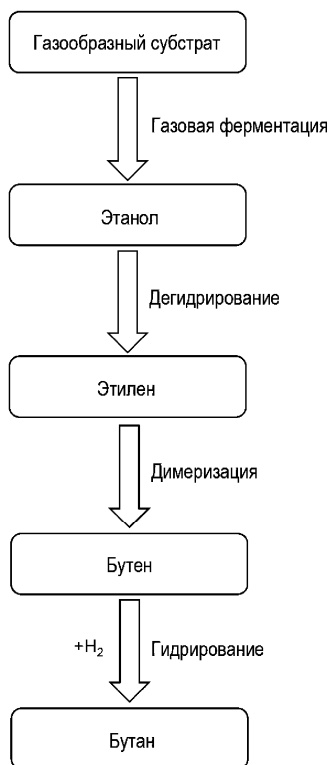 Газообразный субстрат
Газовая ферментация
Этанол
Дегидрирование
Этилен
Димеризация
Бутен
+H₂ Гидрирование
Бутан